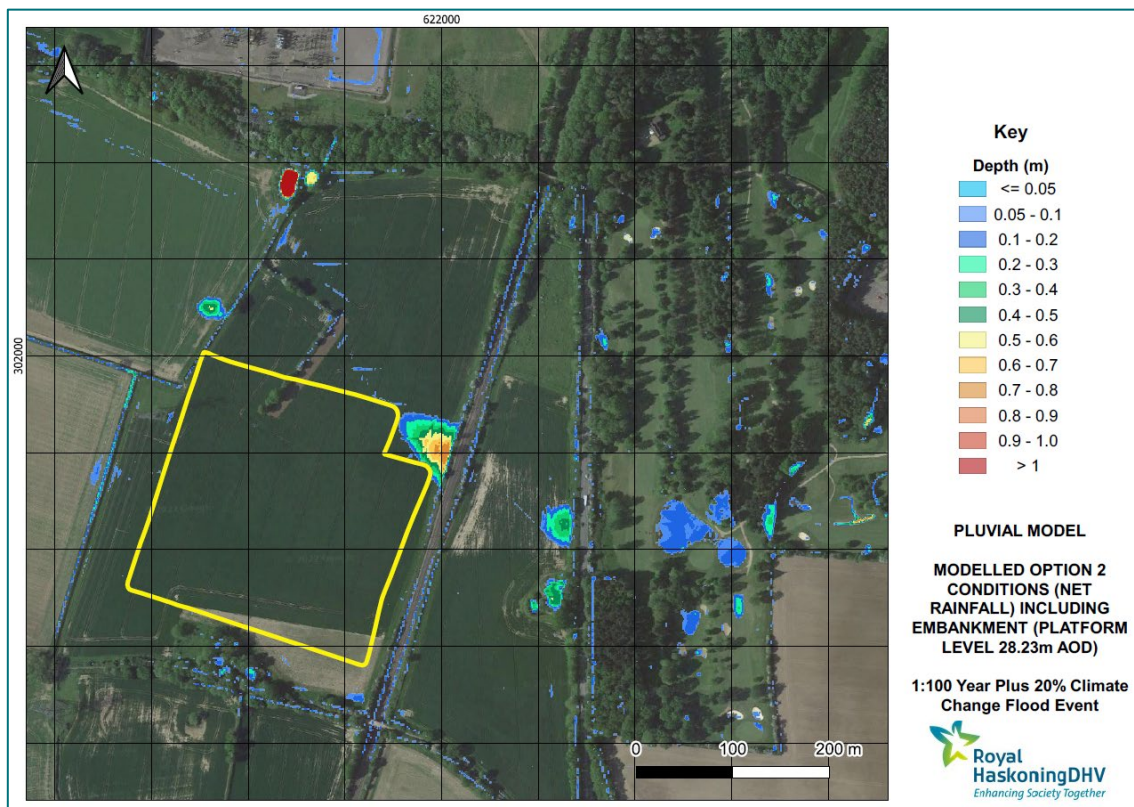 622000
302000
0 100 200 m
Key
Depth (m)
<= 0.05
0.05 - 0.1
0.1 - 0.2
0.2 - 0.3
0.3 - 0.4
0.4 - 0.5
0.5 - 0.6
0.6 - 0.7
0.7 - 0.8
0.8 - 0.9
0.9 - 1.0
> 1
PLUVIAL MODEL
MODELLED OPTION 2
CONDITIONS (NET
RAINFALL) INCLUDING
EMBANKMENT (PLATFORM
LEVEL 28.23m AOD)
1:100 Year Plus 20% Climate
Change Flood Event
Royal
HaskoningDHV
Enhancing Society Together